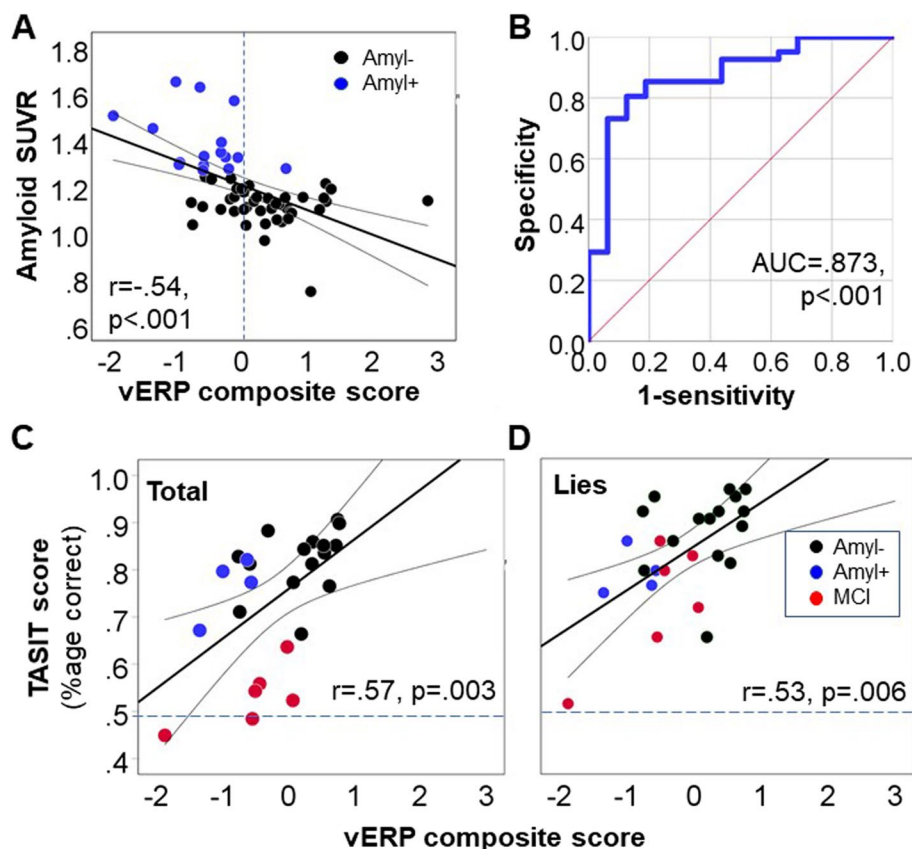 A
1.8
1.6
1.4
1.2
1.0
.8
.6
Amyloid SUVR
Amyl-
Amyl+
r=-.54,
p<.001
-2 -1 0 1 2 3
vERP composite score
B
1.0
0.8
0.6
0.4
0.2
0.0
Specificity
AUC=.873,
p<.001
0.0 0.2 0.4 0.6 0.8 1.0
1-sensitivity
C
Total
1.0
.9
.8
.7
.6
.5
.4
TASIT score
(%age correct)
r=.57, p=.003
-2 -1 0 1 2 3
D
Lies
Amyl-
Amyl+
MCI
r=.53, p=.006
-2 -1 0 1 2 3
vERP composite score